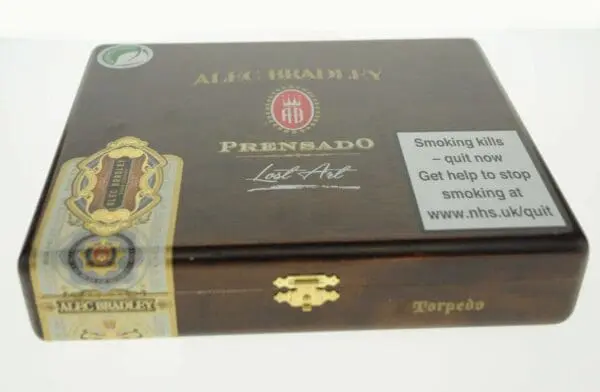 ALEC BRADLEY
AB
PRENSADO
Lost Art
Smoking kills
– quit now
Get help to stop
smoking at
www.nhs.uk/quit
ALEC BRADLEY
ALEC BRADLEY
Torpedo